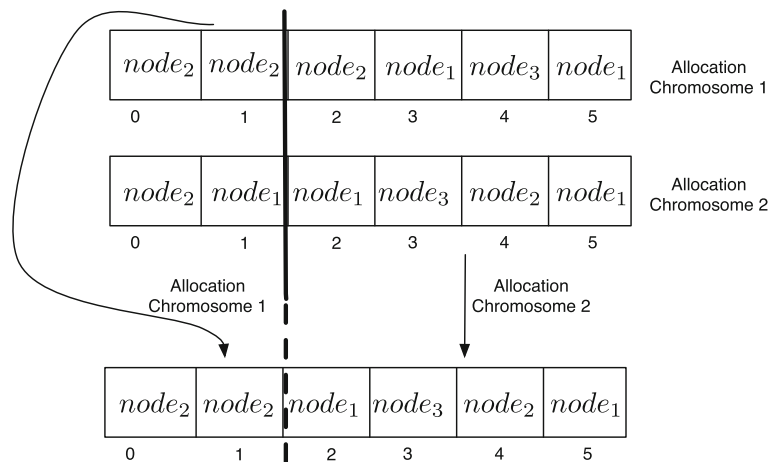 node₂ node₂ node₂ node₁ node₃ node₁
Allocation
Chromosome 1
0 1 2 3 4 5
node₂ node₁ node₁ node₃ node₂ node₁
Allocation
Chromosome 2
0 1 2 3 4 5
Allocation
Chromosome 1
Allocation
Chromosome 2
node₂ node₂ node₁ node₃ node₂ node₁
0 1 2 3 4 5